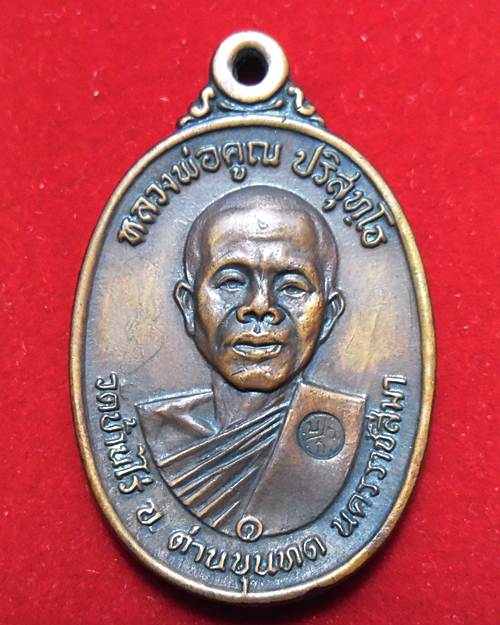 หลวงพ่อคูณ ปริสุทฺโธ
วัดบ้านไร่ อ. ด่านขุนทด นครราชสีมา
๑